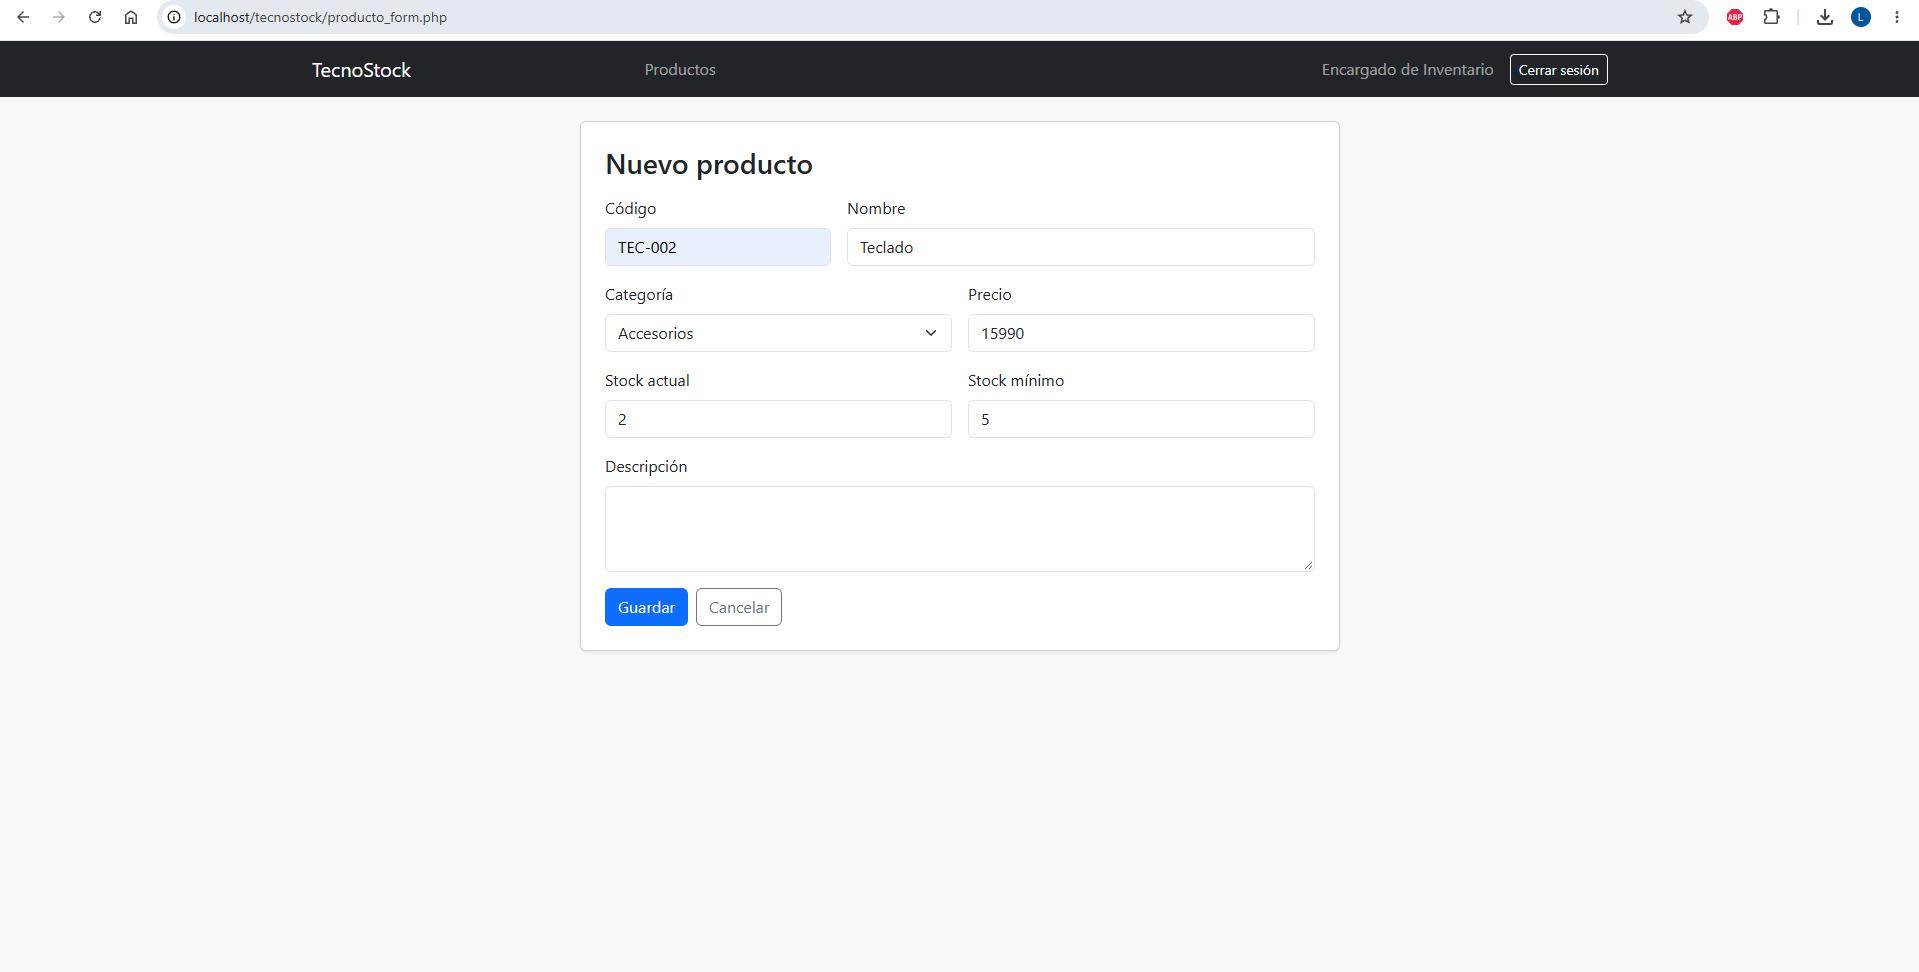 localhost/tecnostock/producto_form.php
ABP
L
TecnoStock
Productos
Encargado de Inventario
Cerrar sesión
Nuevo producto
Código
Nombre
TEC-002
Teclado
Categoría
Precio
Accesorios
15990
Stock actual
Stock mínimo
2
5
Descripción
Guardar
Cancelar